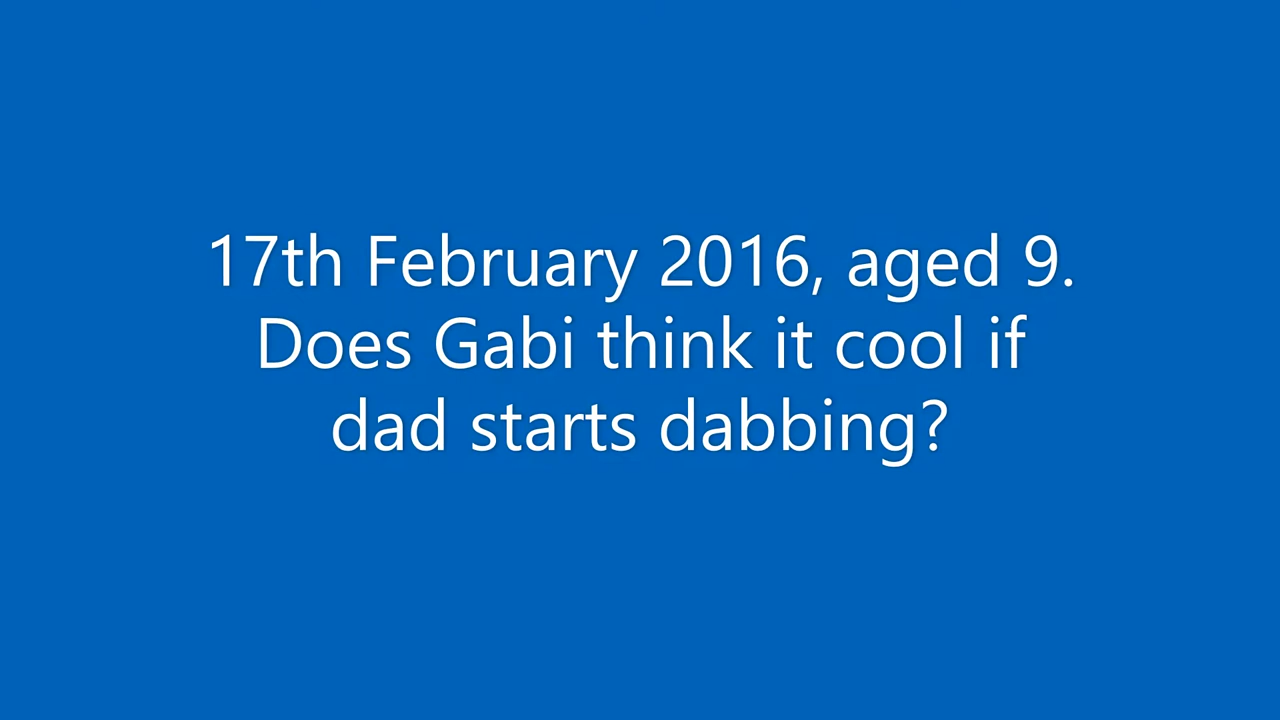 17th February 2016, aged 9.
Does Gabi think it cool if
dad starts dabbing?